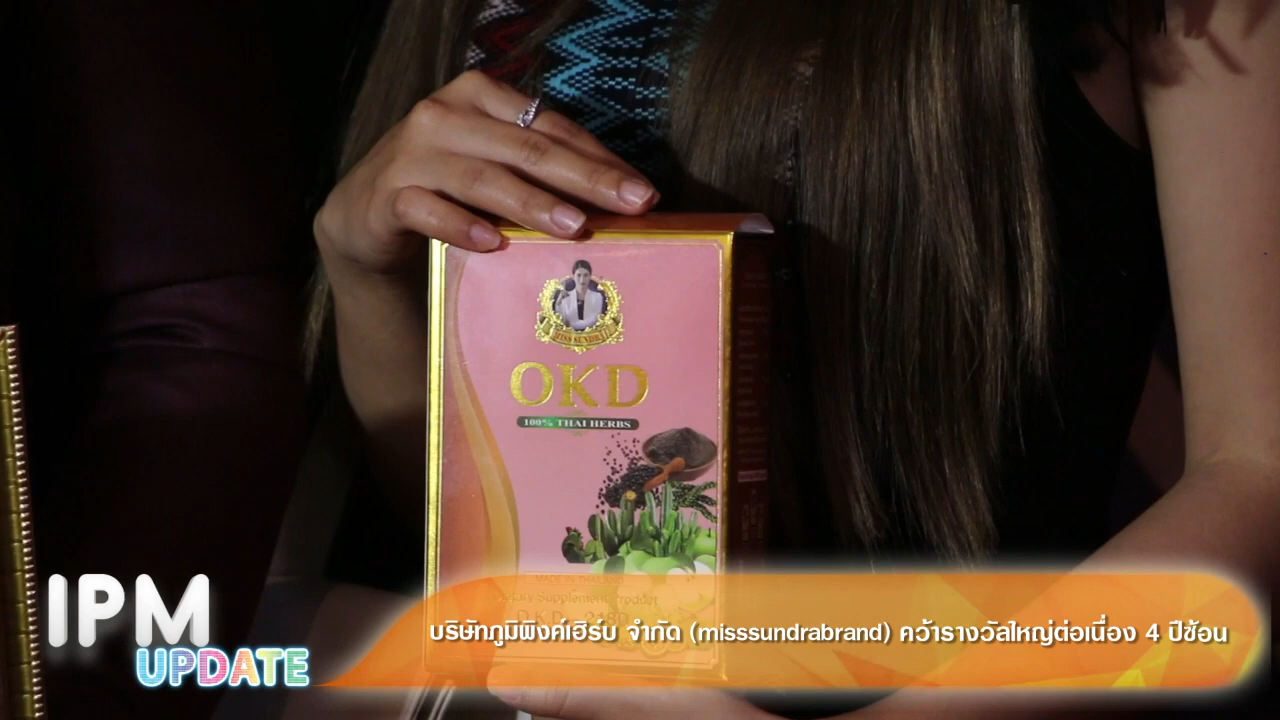 MISS SUNDRA
OKD
100% THAI HERBS
MADE IN THAILAND
Dietary Supplement Product
IPM
UPDATE
บริษัทภูมิพิงค์เฮิร์บ จำกัด (misssundrabrand) คว้ารางวัลใหญ่ต่อเนื่อง 4 ปีซ้อน